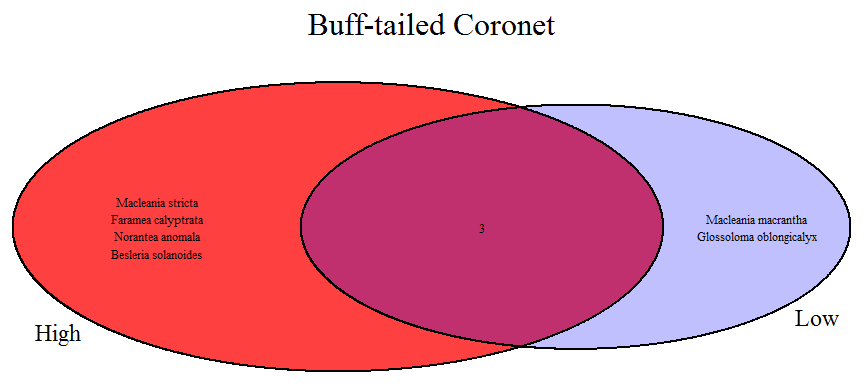 Buff-tailed Coronet
Macleania stricta
Faramea calyptrata
Norantea anomala
Besleria solanoides
3
Macleania macrantha
Glossoloma oblongicalyx
High
Low